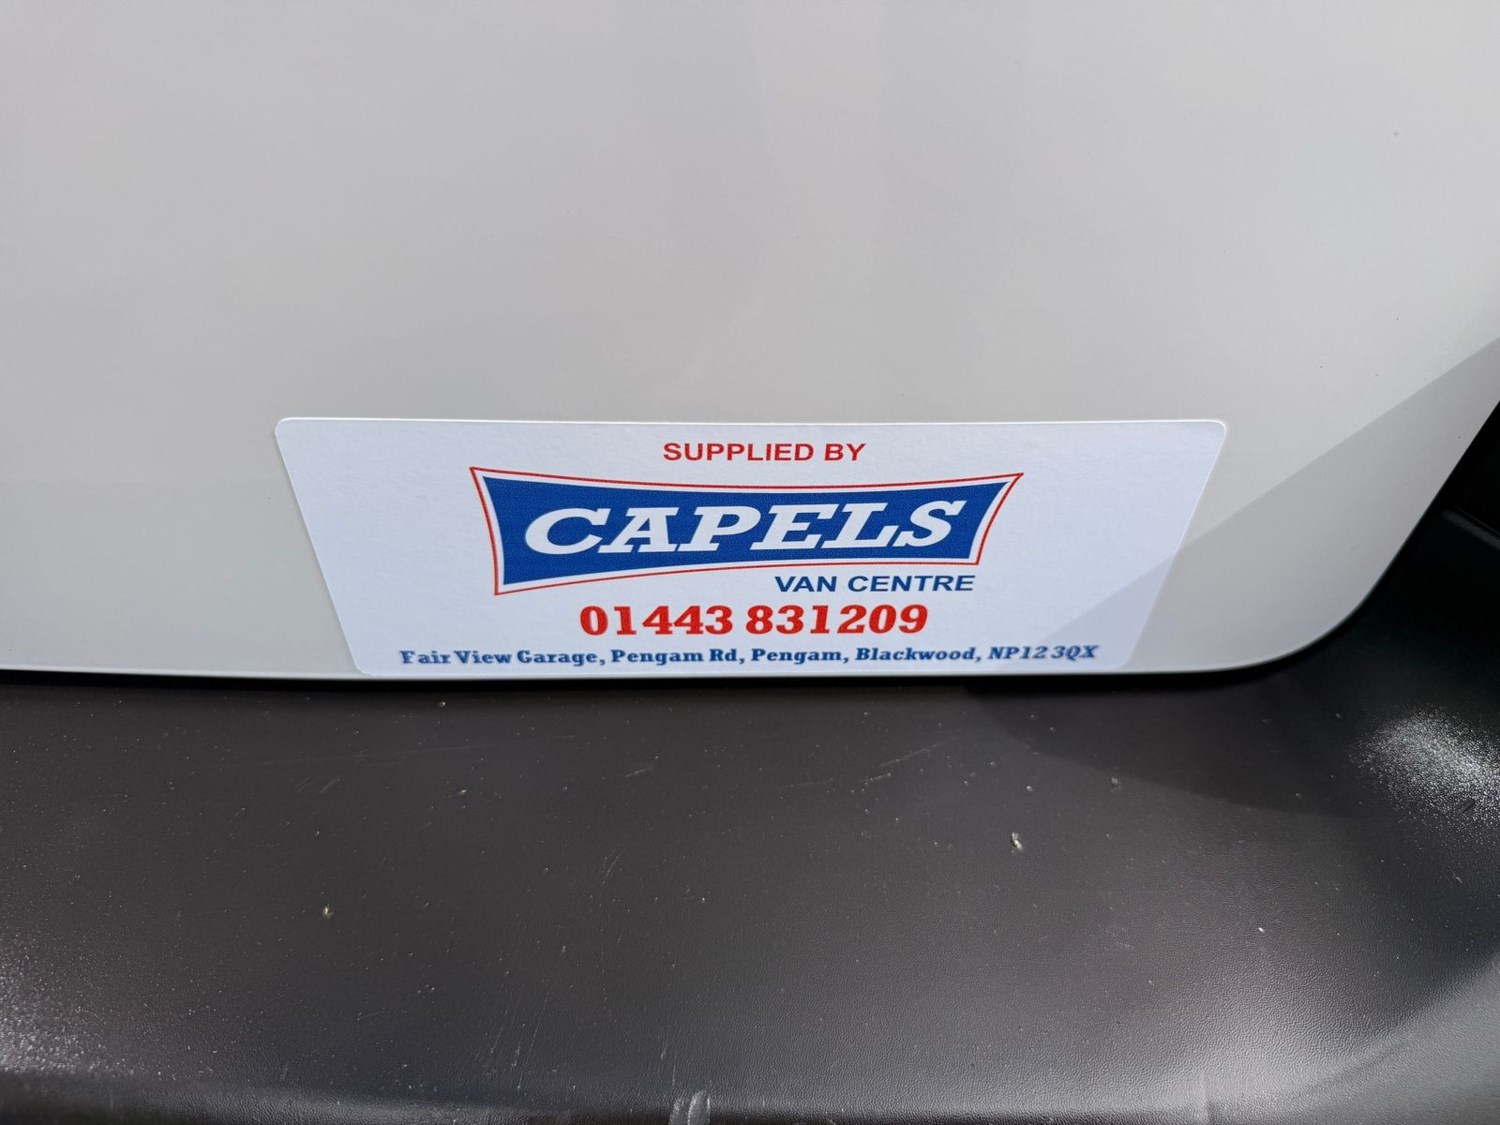 SUPPLIED BY
CAPELS
VAN CENTRE
01443 831209
Fair View Garage, Pengam Rd, Pengam, Blackwood, NP12 3QX